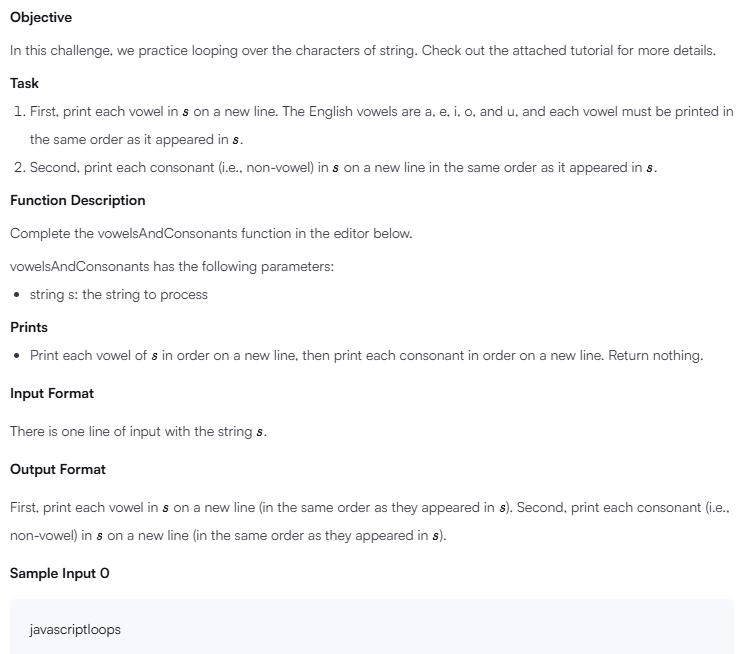 Objective
In this challenge, we practice looping over the characters of string. Check out the attached tutorial for more details.
Task
1. First, print each vowel in s on a new line. The English vowels are a, e, i, o, and u, and each vowel must be printed in
the same order as it appeared in s.
2. Second, print each consonant (i.e., non-vowel) in s on a new line in the same order as it appeared in s.
Function Description
Complete the vowelsAndConsonants function in the editor below.
vowelsAndConsonants has the following parameters:
• string s: the string to process
Prints
• Print each vowel of s in order on a new line, then print each consonant in order on a new line. Return nothing.
Input Format
There is one line of input with the string s.
Output Format
First, print each vowel in s on a new line (in the same order as they appeared in s). Second, print each consonant (i.e.,
non-vowel) in s on a new line (in the same order as they appeared in s).
Sample Input 0
javascriptloops